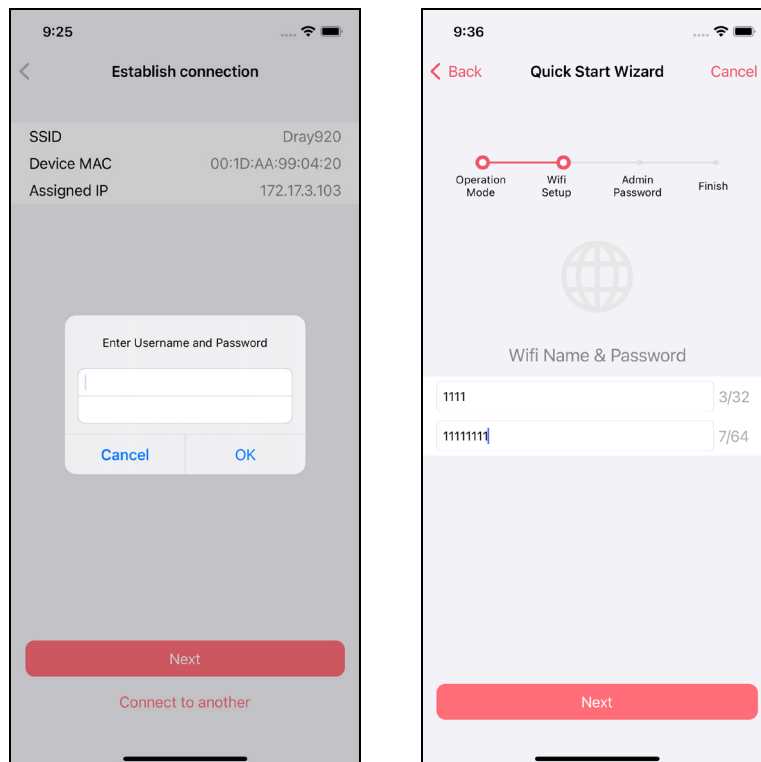 9:25
Establish connection
SSID Dray920
Device MAC 00:1D:AA:99:04:20
Assigned IP 172.17.3.103
Enter Username and Password
Cancel OK
Next
Connect to another
9:36
Back Quick Start Wizard Cancel
Operation Mode
Wifi Setup
Admin Password
Finish
Wifi Name & Password
1111 3/32
11111111 7/64
Next